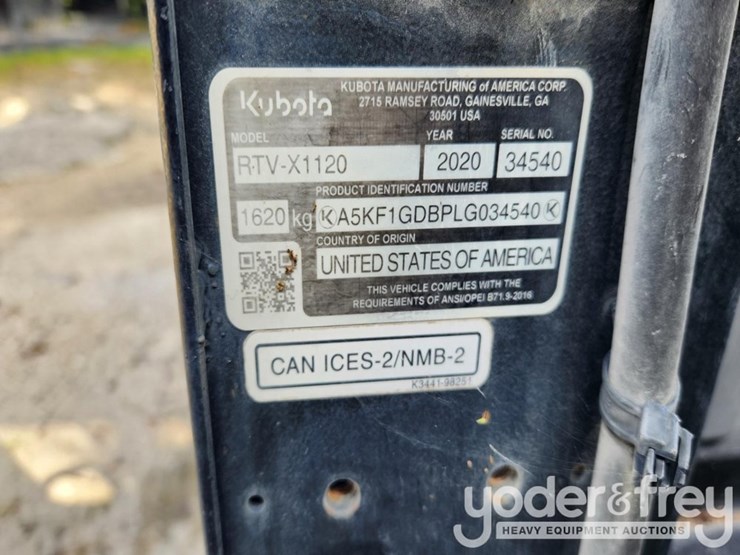 Kubota
KUBOTA MANUFACTURING of AMERICA CORP.
2715 RAMSEY ROAD, GAINESVILLE, GA
30501 USA
MODEL YEAR SERIAL NO.
RTV-X1120 2020 34540
PRODUCT IDENTIFICATION NUMBER
1620 kg K A5KF1GDBPLG034540 K
COUNTRY OF ORIGIN
UNITED STATES OF AMERICA
THIS VEHICLE COMPLIES WITH THE
REQUIREMENTS OF ANSI/OPEI B71.9-2016
CAN ICES-2/NMB-2
K3441-98251
yoder&frey
HEAVY EQUIPMENT AUCTIONS